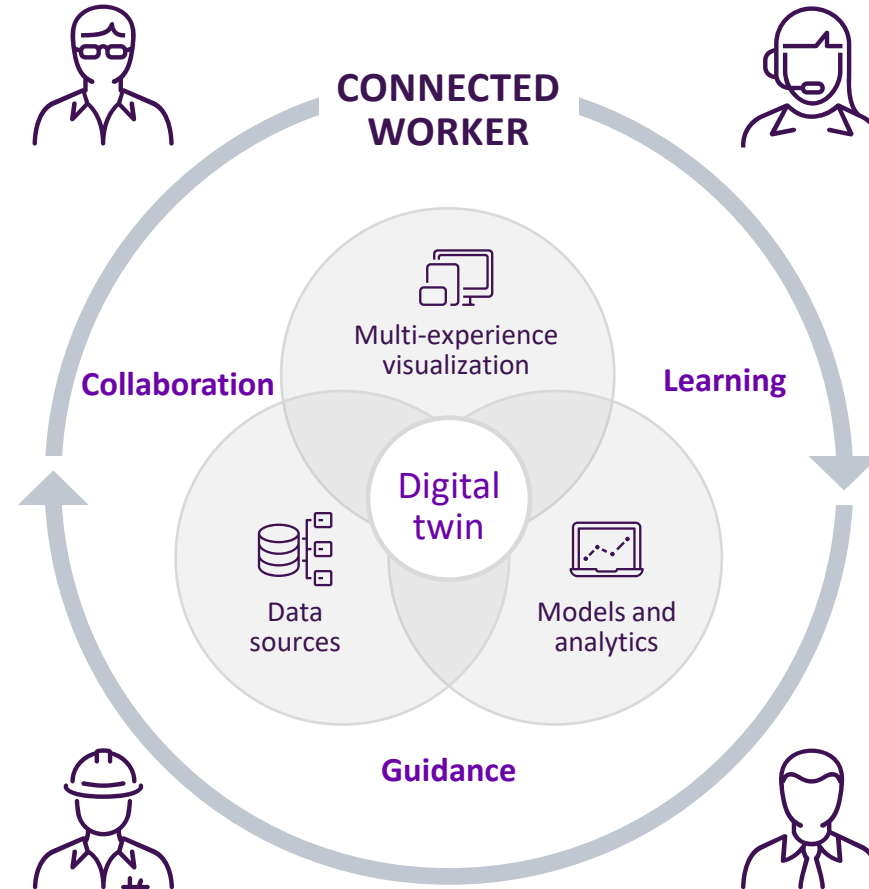 CONNECTED
WORKER
Multi-experience
visualization
Collaboration
Learning
Digital
twin
Data
sources
Models and
analytics
Guidance